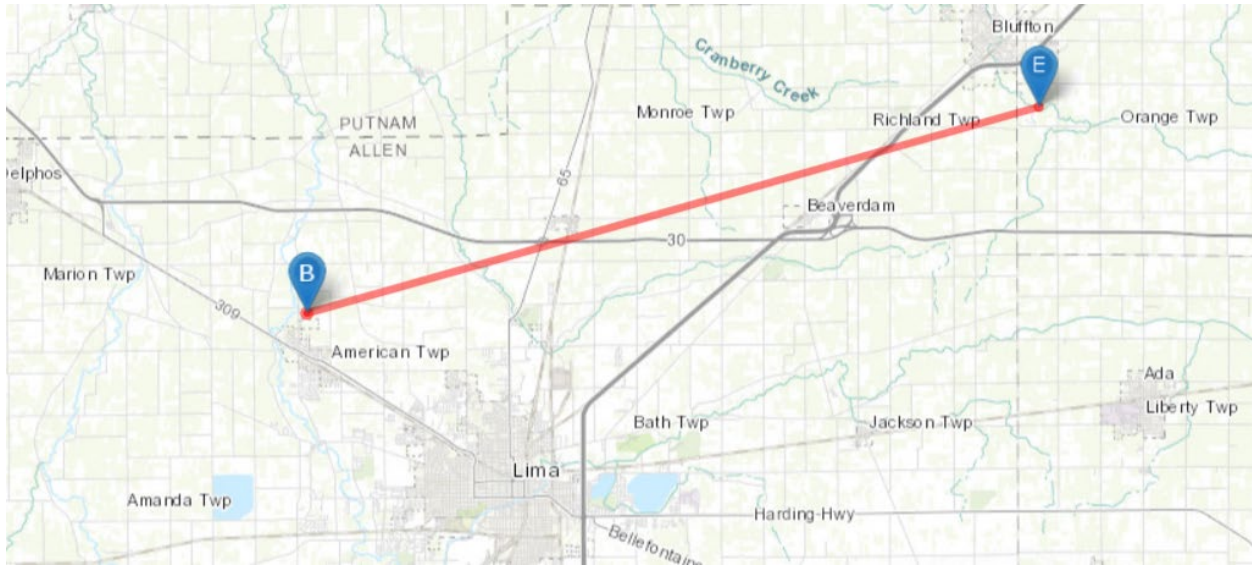 Bluffton
E
Cranberry Creek
Monroe Twp
Richland Twp
Orange Twp
PUTNAM
ALLEN
elphos
65
Beaverdam
30
Marion Twp
B
309
American Twp
Ada
Liberty Twp
Bath Twp
Jackson Twp
Lima
Amanda Twp
Harding-Hwy
Bellefontain